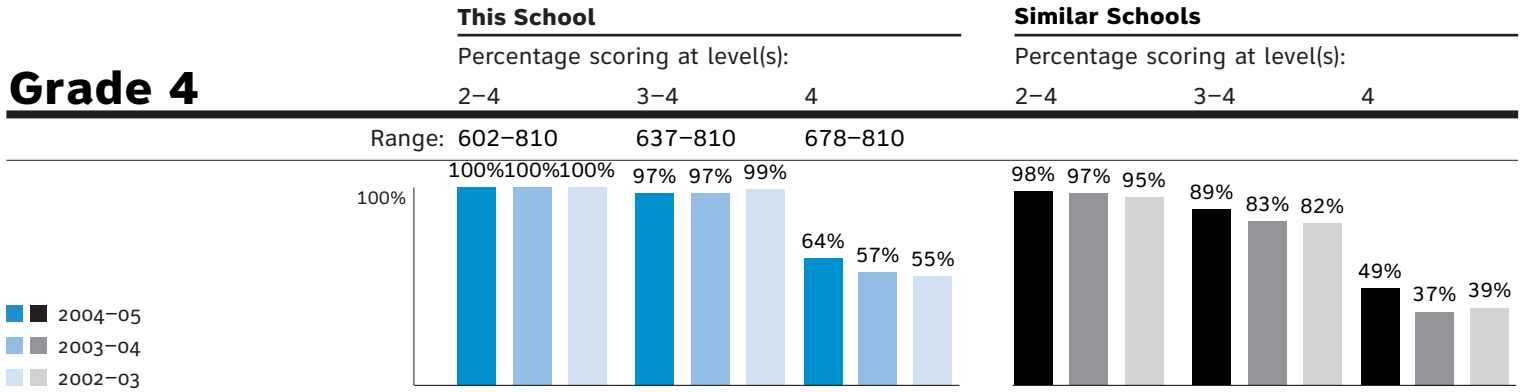 This School Similar Schools
Percentage scoring at level(s): Percentage scoring at level(s):
Grade 4 2–4 3–4 4 2–4 3–4 4
Range: 602–810 637–810 678–810
100% 100% 100% 97% 97% 99% 64% 57% 55% 98% 97% 95% 89% 83% 82% 49% 37% 39%
100%
2004–05
2003–04
2002–03